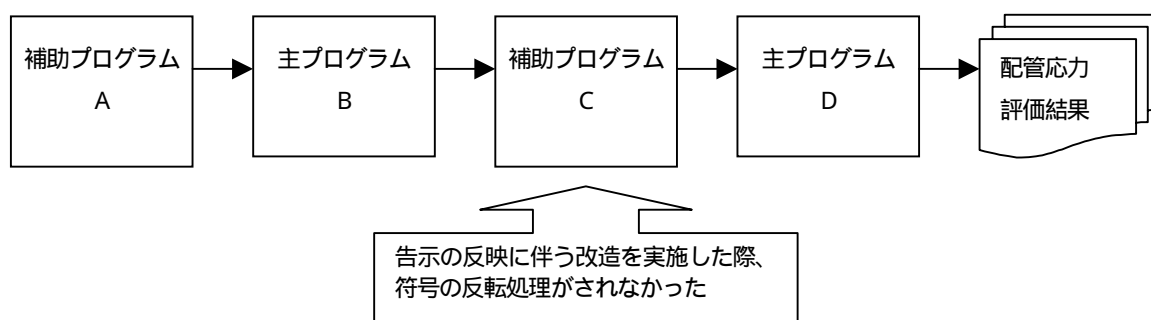 補助プログラム
A
主プログラム
B
補助プログラム
C
主プログラム
D
配管応力
評価結果
告示の反映に伴う改造を実施した際、
符号の反転処理がされなかった